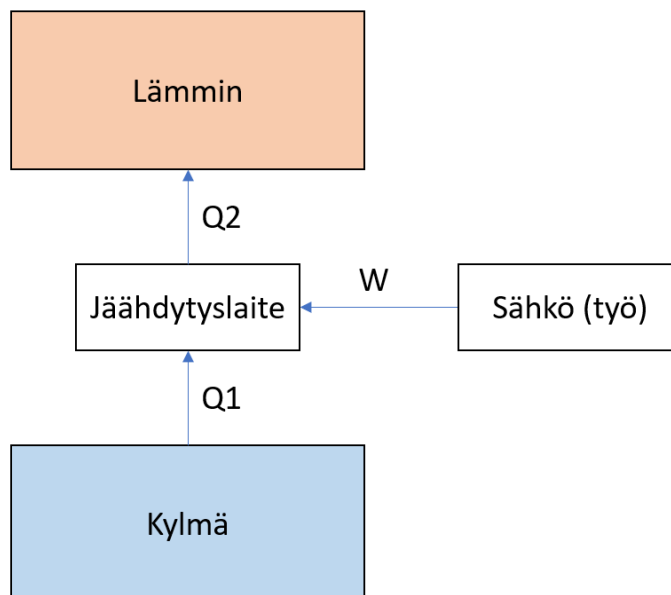 Lämmin
Q2
W
Jäähdytyslaite
Sähkö (työ)
Q1
Kylmä